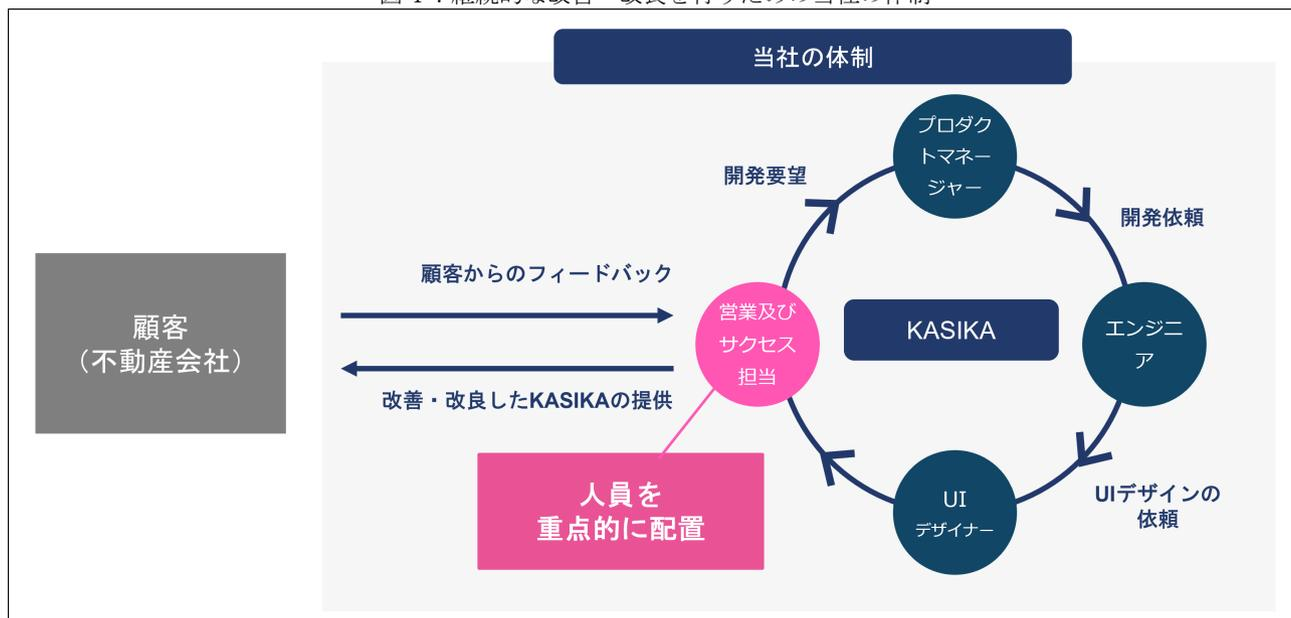 当社の体制
プロダク
トマネー
ジャー
開発要望
開発依頼
顧客からのフィードバック
顧客
（不動産会社）
営業及び
サクセス
担当
KASIKA
エンジニ
ア
改善・改良したKASIKAの提供
人員を
重点的に配置
UI
デザイナー
UIデザインの
依頼